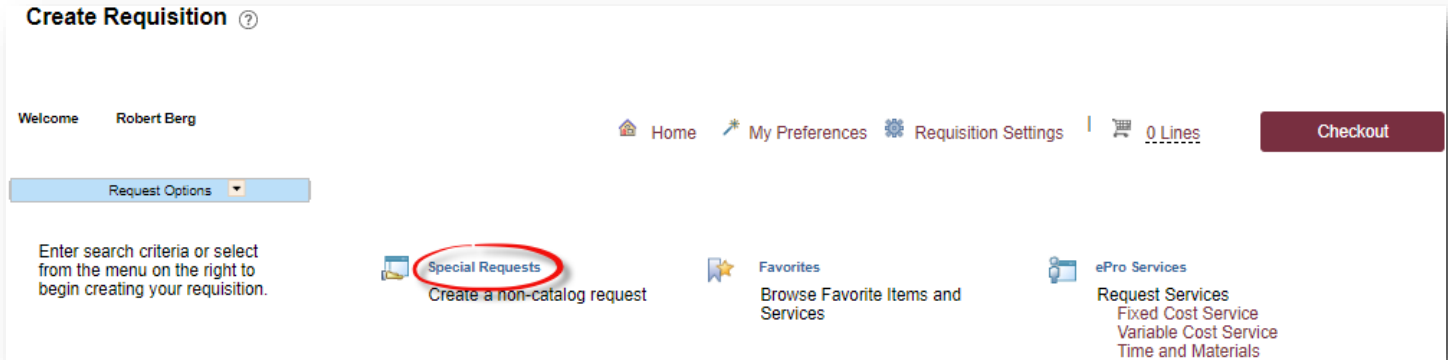 Create Requisition ?
Welcome Robert Berg
Home My Preferences Requisition Settings 0 Lines Checkout
Request Options
Enter search criteria or select
from the menu on the right to
begin creating your requisition.
Special Requests
Create a non-catalog request
Favorites
Browse Favorite Items and
Services
ePro Services
Request Services
Fixed Cost Service
Variable Cost Service
Time and Materials